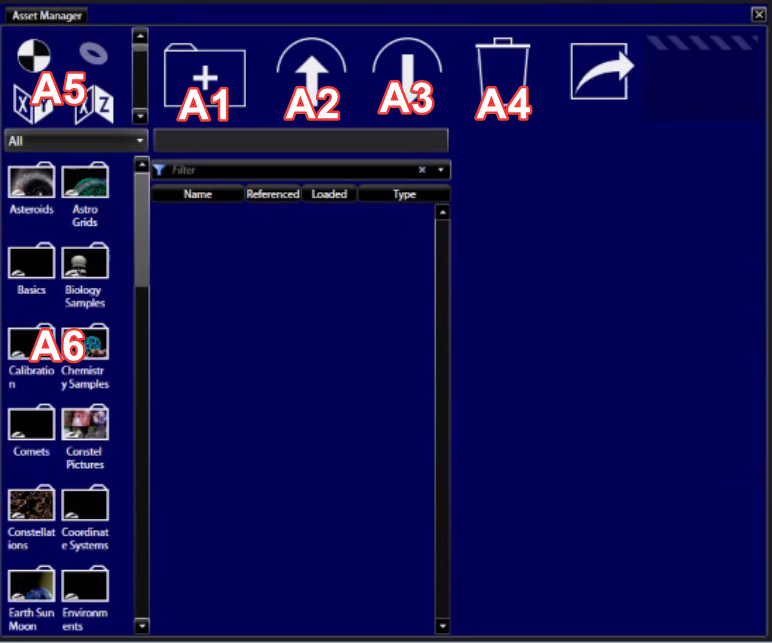 Asset Manager
A5
X Y
X Z
A1
A2
A3
A4
All
Filter
Name Referenced Loaded Type
Asteroids
Astro
Grids
Basics
Biology
Samples
A6
Calibratio
n
Chemistr
y Samples
Comets
Constel
Pictures
Constellat
ions
Coordinat
e Systems
Earth Sun
Moon
Environm
ents